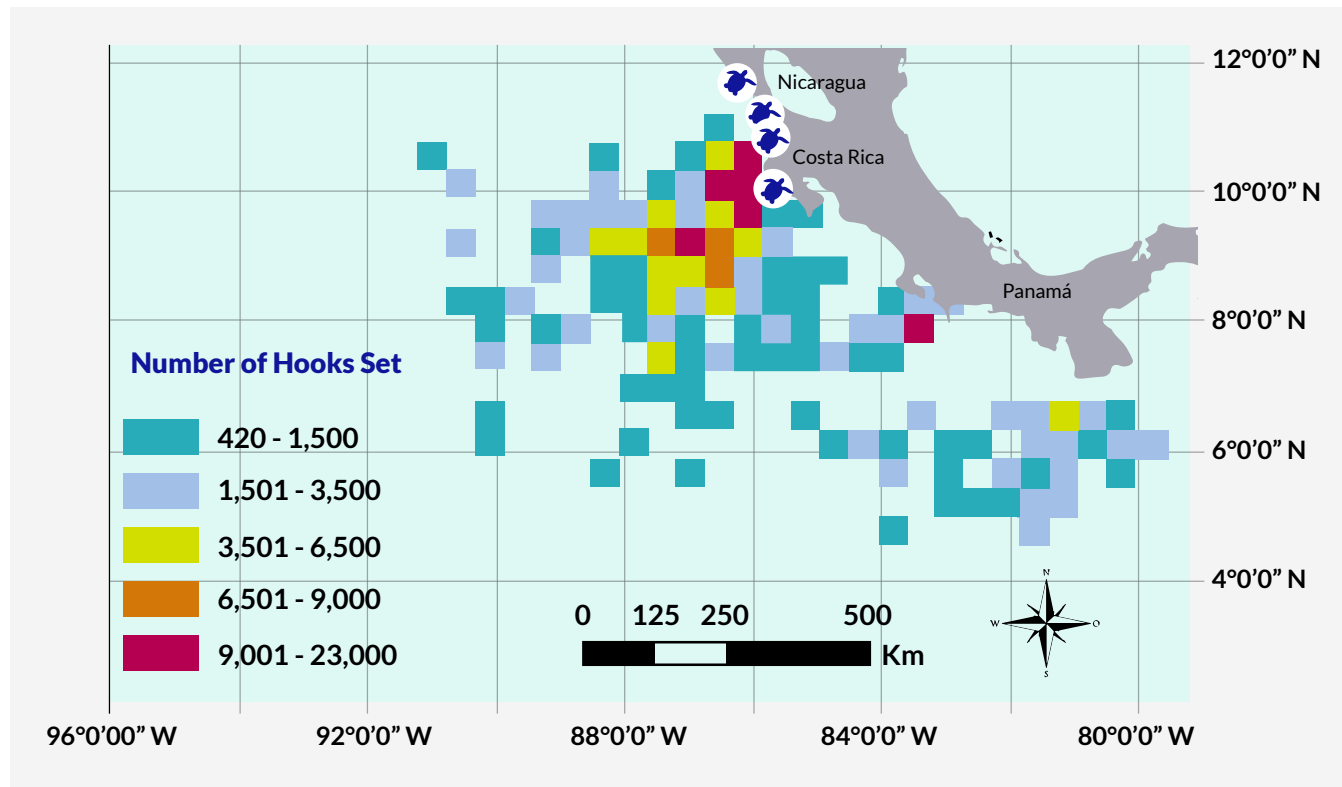 12°0'0” N
Nicaragua
Costa Rica
10°0'0” N
Panamá
8°0'0” N
Number of Hooks Set
420 - 1,500
6°0'0” N
1,501 - 3,500
3,501 - 6,500
4°0'0” N
6,501 - 9,000
0 125 250 500
9,001 - 23,000
Km
N
W O
S
96°0'00” W 92°0'0” W 88°0'0” W 84°0'0” W 80°0'0” W